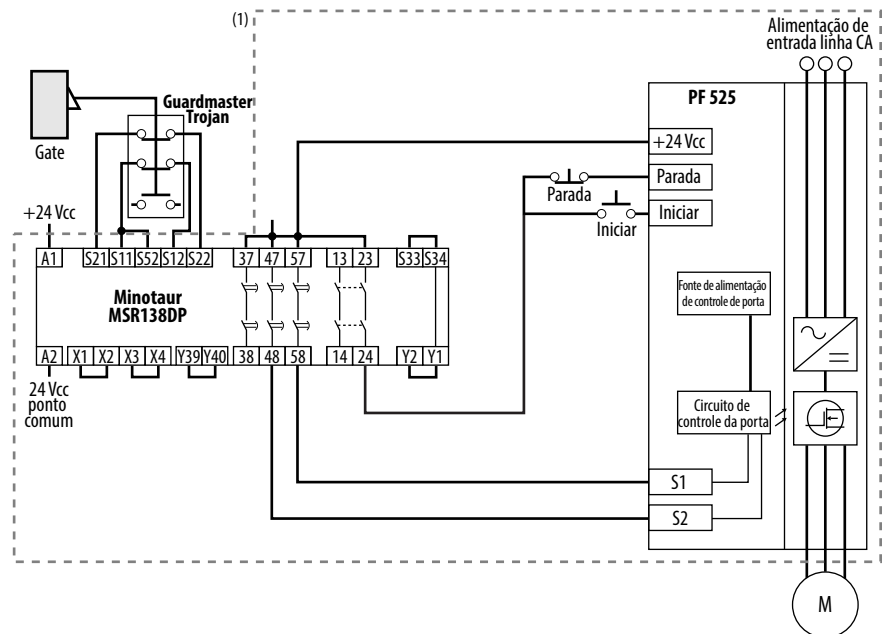 (1)
Alimentação de
entrada linha CA
Guardmaster
Trojan
Gate
PF 525
+24 Vcc
Parada
Parada
Iniciar
Iniciar
+24 Vcc
A1 S21 S11 S52 S12 S22 37 47 57 13 23 S33 S34
Minotaur
MSR138DP
A2 X1 X2 X3 X4 Y39 Y40 38 48 58 14 24 Y2 Y1
24 Vcc
ponto
comum
Fonte de alimentação
de controle de porta
Circuito de
controle da porta
S1
S2
M